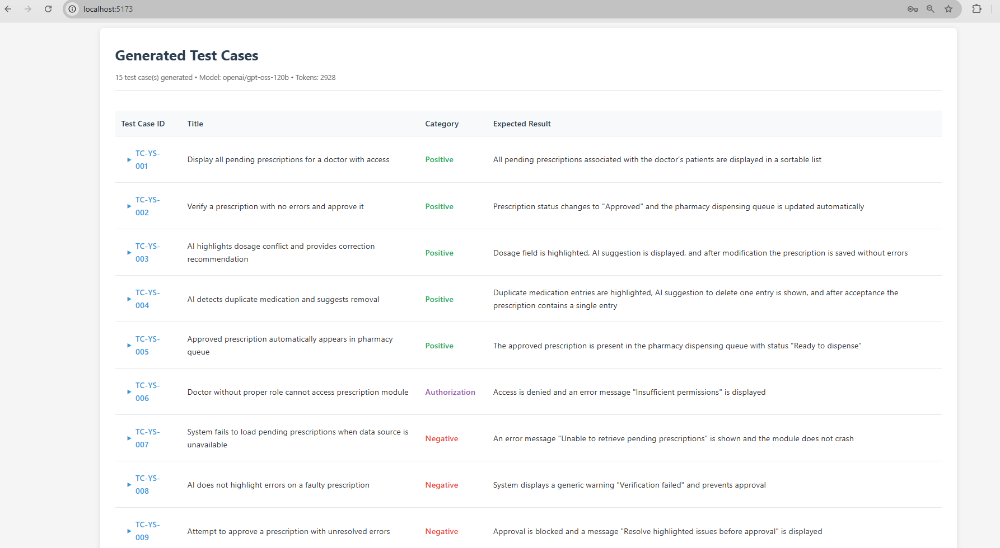 localhost:5173
Generated Test Cases
15 test case(s) generated • Model: openai/gpt-oss-120b • Tokens: 2928
Test Case ID Title Category Expected Result
TC-YS-
001
Display all pending prescriptions for a doctor with access
Positive
All pending prescriptions associated with the doctor’s patients are displayed in a sortable list
TC-YS-
002
Verify a prescription with no errors and approve it
Positive
Prescription status changes to "Approved" and the pharmacy dispensing queue is updated automatically
TC-YS-
003
AI highlights dosage conflict and provides correction
recommendation
Positive
Dosage field is highlighted, AI suggestion is displayed, and after modification the prescription is saved without errors
TC-YS-
004
AI detects duplicate medication and suggests removal
Positive
Duplicate medication entries are highlighted, AI suggestion to delete one entry is shown, and after acceptance the
prescription contains a single entry
TC-YS-
005
Approved prescription automatically appears in pharmacy
queue
Positive
The approved prescription is present in the pharmacy dispensing queue with status "Ready to dispense"
TC-YS-
006
Doctor without proper role cannot access prescription module
Authorization
Access is denied and an error message "Insufficient permissions" is displayed
TC-YS-
007
System fails to load pending prescriptions when data source is
unavailable
Negative
An error message "Unable to retrieve pending prescriptions" is shown and the module does not crash
TC-YS-
008
AI does not highlight errors on a faulty prescription
Negative
System displays a generic warning "Verification failed" and prevents approval
TC-YS-
009
Attempt to approve a prescription with unresolved errors
Negative
Approval is blocked and a message "Resolve highlighted issues before approval" is displayed